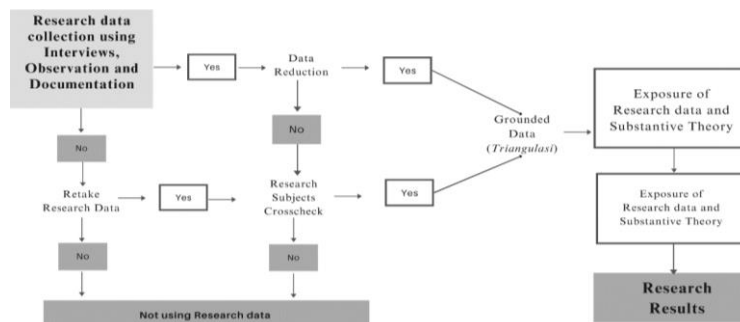 Research data
collection using
Interviews,
Observation and
Documentation
Yes
Data
Reduction
Yes
No
No
Grounded
Data
(Triangulasi)
Exposure of
Research data and
Substantive Theory
Retake
Research Data
Yes
Research
Subjects
Crosscheck
Yes
Exposure of
Research data and
Substantive Theory
No
No
Not using Research data
Research
Results